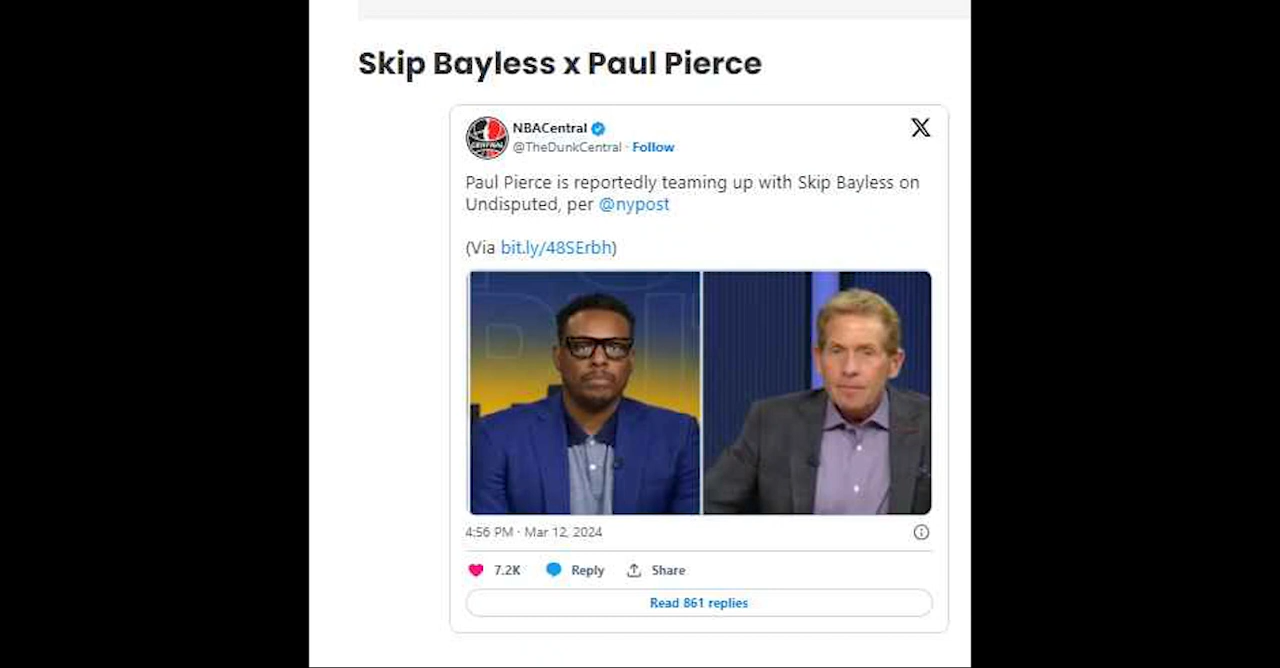 Skip Bayless x Paul Pierce
NBACentral
@TheDunkCentral · Follow
Paul Pierce is reportedly teaming up with Skip Bayless on
Undisputed, per @nypost
(Via bit.ly/48SErbh)
4:56 PM · Mar 12, 2024
7.2K Reply Share
Read 861 replies